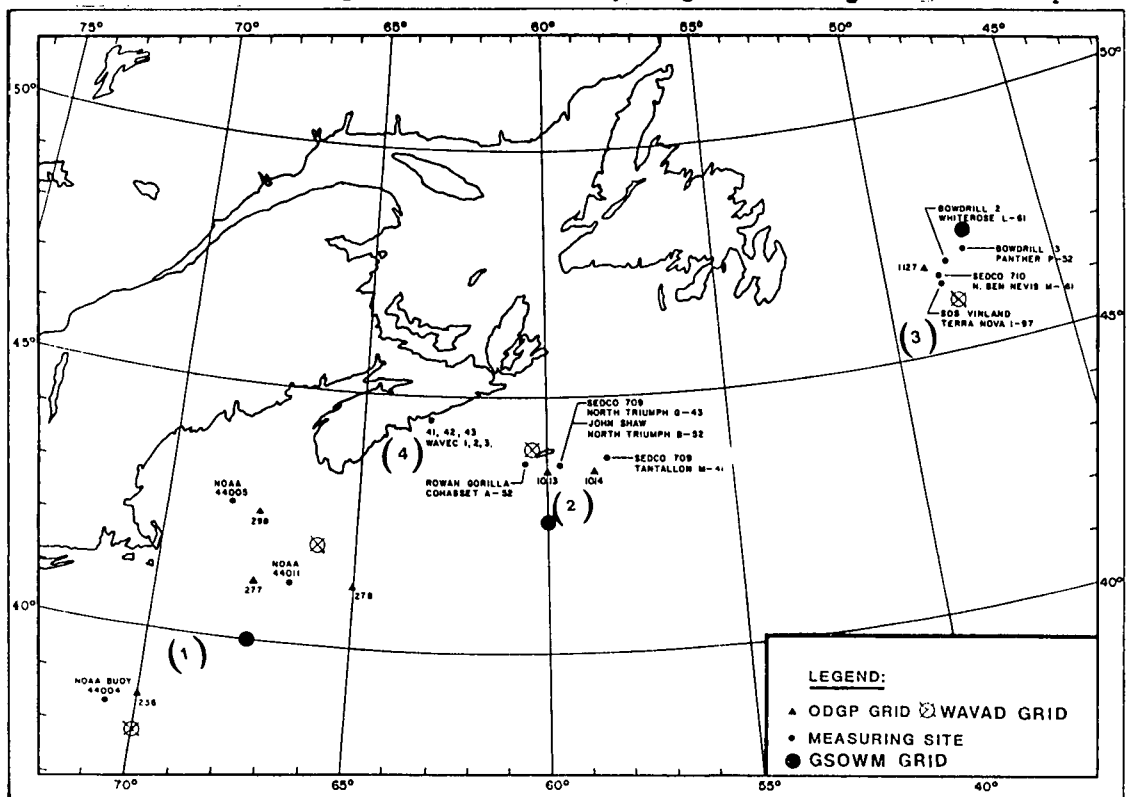 75° 70° 65° 60° 55° 50° 45°
50° 50°
BOWDRILL 2
WHITEROSE L-61
BOWDRILL 3
PANTHER P-52
1127
SEDCO 710
N. BEN NEVIS M-61
SOS VINLAND
TERRA NOVA I-97
(3)
45° 45°
SEDCO 709
NORTH TRIUMPH G-43
JOHN SHAW
NORTH TRIUMPH B-52
41, 42, 43
WAVEC 1, 2, 3,
(4)
SEDCO 709
TANTALLON M-41
ROWAN GORILLA
COHASSET A-52
1013
1014
(2)
NOAA
44005
298
NOAA
44011
277
278
40° 40°
(1)
NOAA BUOY
44004
236
LEGEND:
ODGP GRID WAVAD GRID
MEASURING SITE
GSOWM GRID
70° 65° 60° 55° 40°